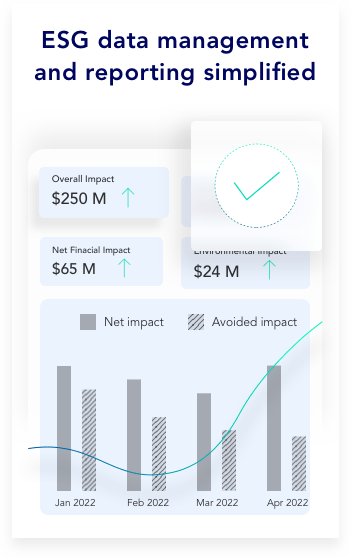 ESG data management
and reporting simplified
Overall Impact
$250 M
Net Finacial Impact
$65 M
Environmental Impact
$24 M
Net impact
Avoided impact
Jan 2022
Feb 2022
Mar 2022
Apr 2022